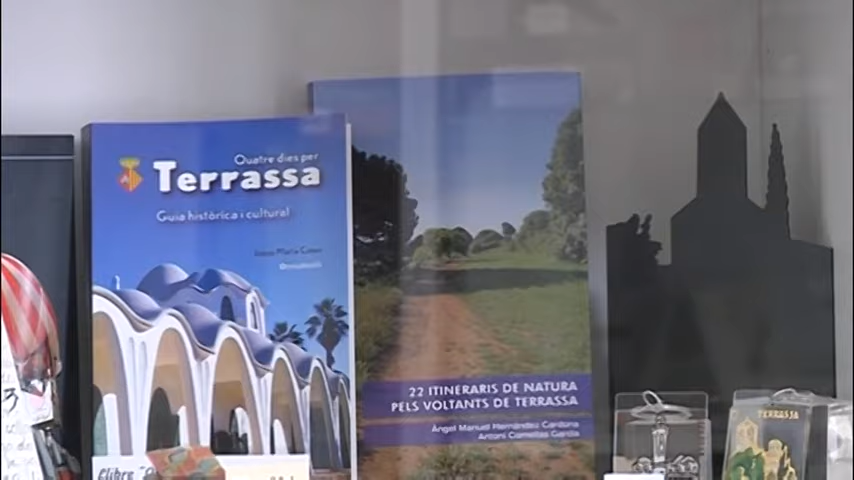 Quatre dies per
Terrassa
Guia històrica i cultural
22 ITINERARIS DE NATURA
PELS VOLTANTS DE TERRASSA
Àngel Manuel Hernández Cardona
Antoni Comellas Garcia
TERRASSA